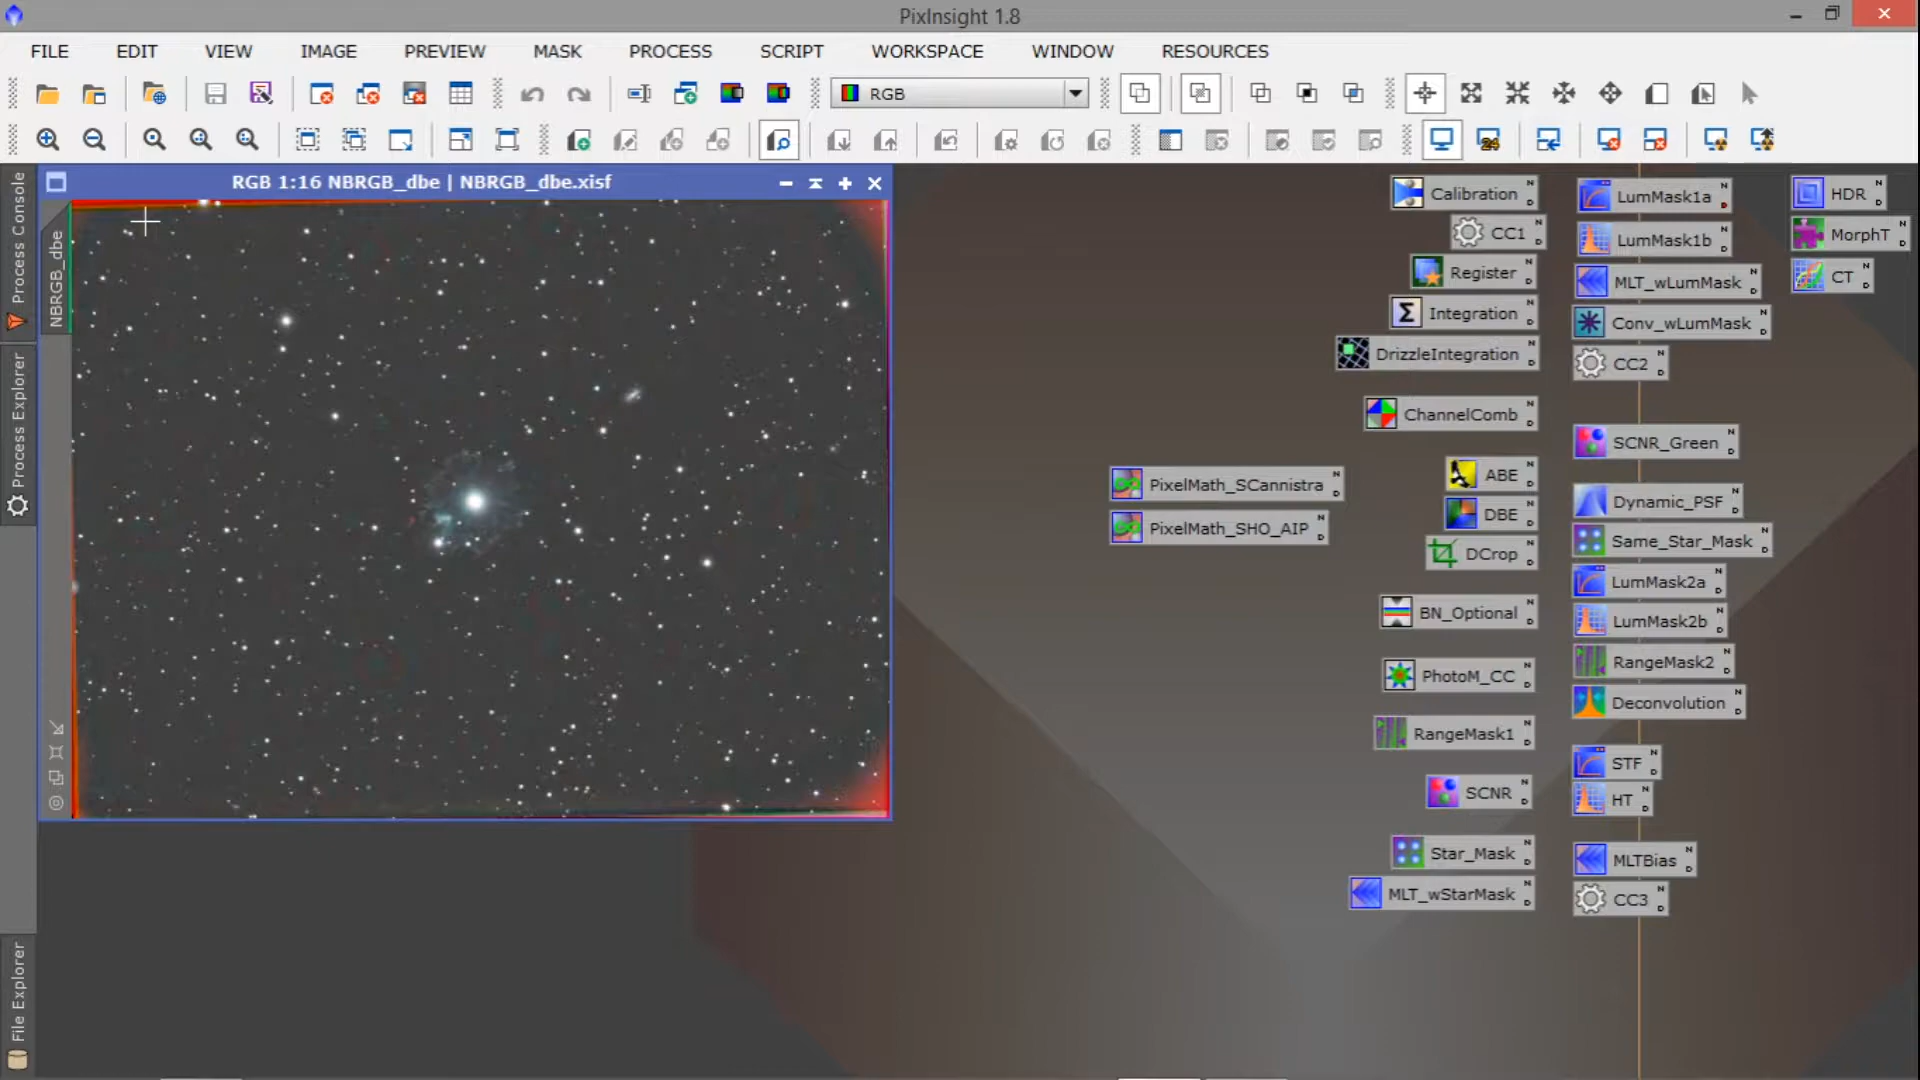 PixInsight 1.8
FILE EDIT VIEW IMAGE PREVIEW MASK PROCESS SCRIPT WORKSPACE WINDOW RESOURCES
RGB
24
RGB 1:16 NBRGB_dbe | NBRGB_dbe.xisf
NBRGB_dbe
Process Console
Process Explorer
File Explorer
Calibration N D
CC1 N D
Register N D
Integration N D
DrizzleIntegration N D
ChannelComb N D
PixelMath_SCannistra N D
PixelMath_SHO_AIP N D
ABE N D
DBE N D
DCrop N D
BN_Optional N D
PhotoM_CC N D
RangeMask1 N D
SCNR N D
Star_Mask N D
MLT_wStarMask N D
LumMask1a N D
LumMask1b N D
MLT_wLumMask N D
Conv_wLumMask N D
CC2 N D
SCNR_Green N D
Dynamic_PSF N D
Same_Star_Mask N D
LumMask2a N D
LumMask2b N D
RangeMask2 N D
Deconvolution N D
STF N D
HT N D
MLTBias N D
CC3 N D
HDR N D
MorphT N D
CT N D